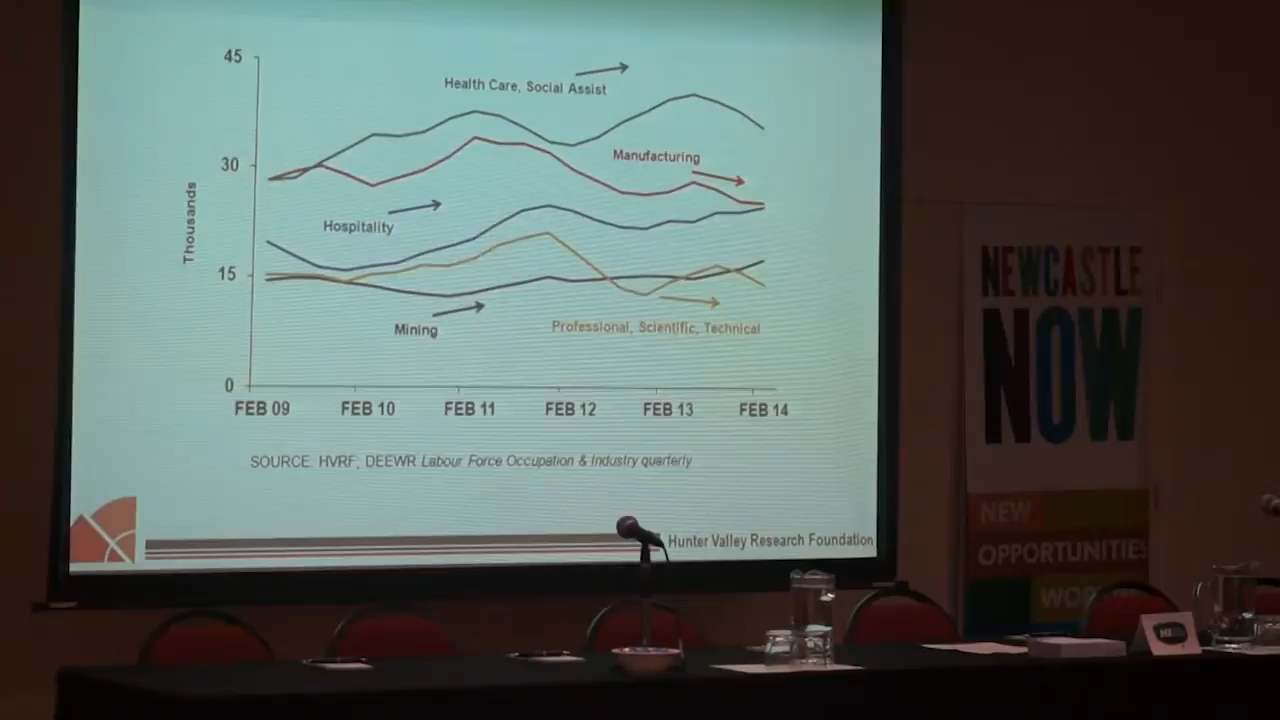 45
Health Care, Social Assist
30
Manufacturing
Thousands
Hospitality
15
Mining
Professional, Scientific, Technical
0
FEB 09 FEB 10 FEB 11 FEB 12 FEB 13 FEB 14
SOURCE: HVRF; DEEWR Labour Force Occupation & Industry quarterly
Hunter Valley Research Foundation
NEWCASTLE
NOW
NEW
OPPORTUNITIES